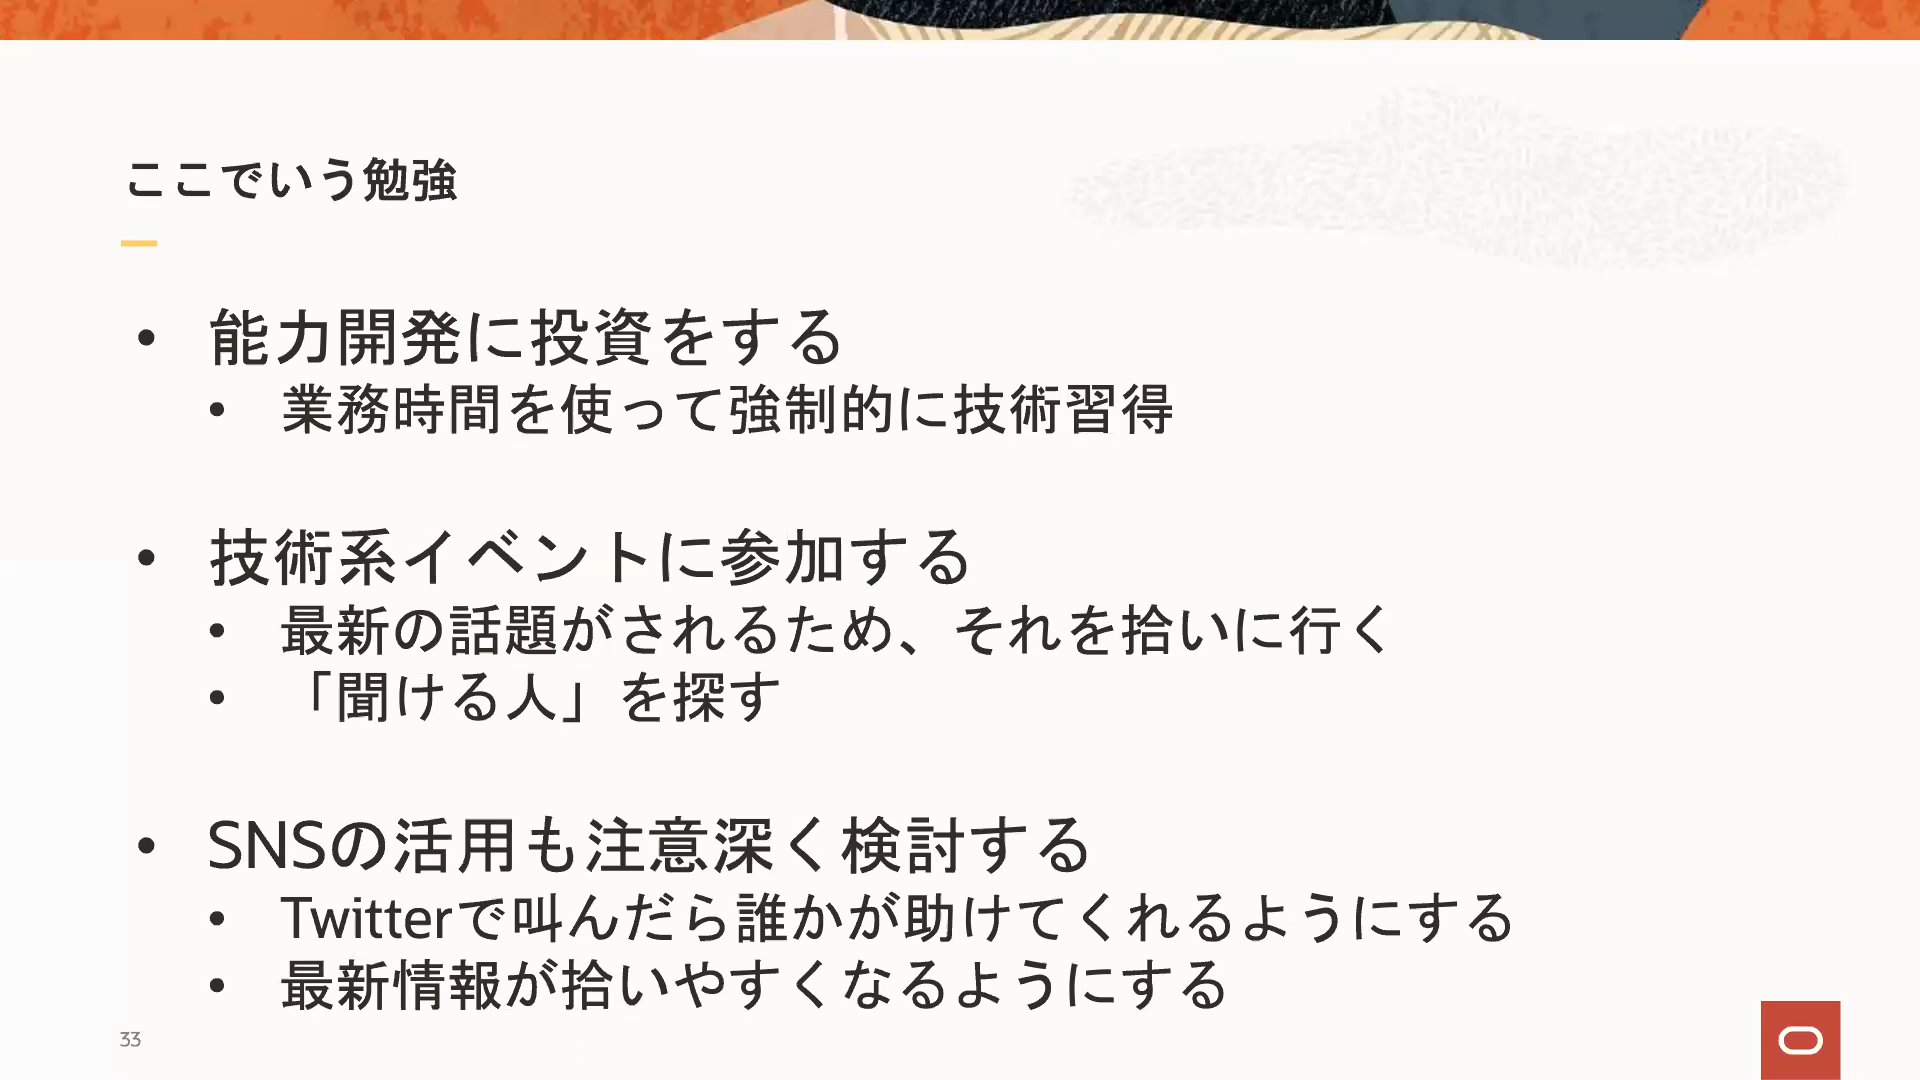 ここでいう勉強
• 能力開発に投資をする
• 業務時間を使って強制的に技術習得
• 技術系イベントに参加する
• 最新の話題がされるため、それを拾いに行く
• 「聞ける人」を探す
• SNSの活用も注意深く検討する
• Twitterで叫んだら誰かが助けてくれるようにする
• 最新情報が拾いやすくなるようにする
33